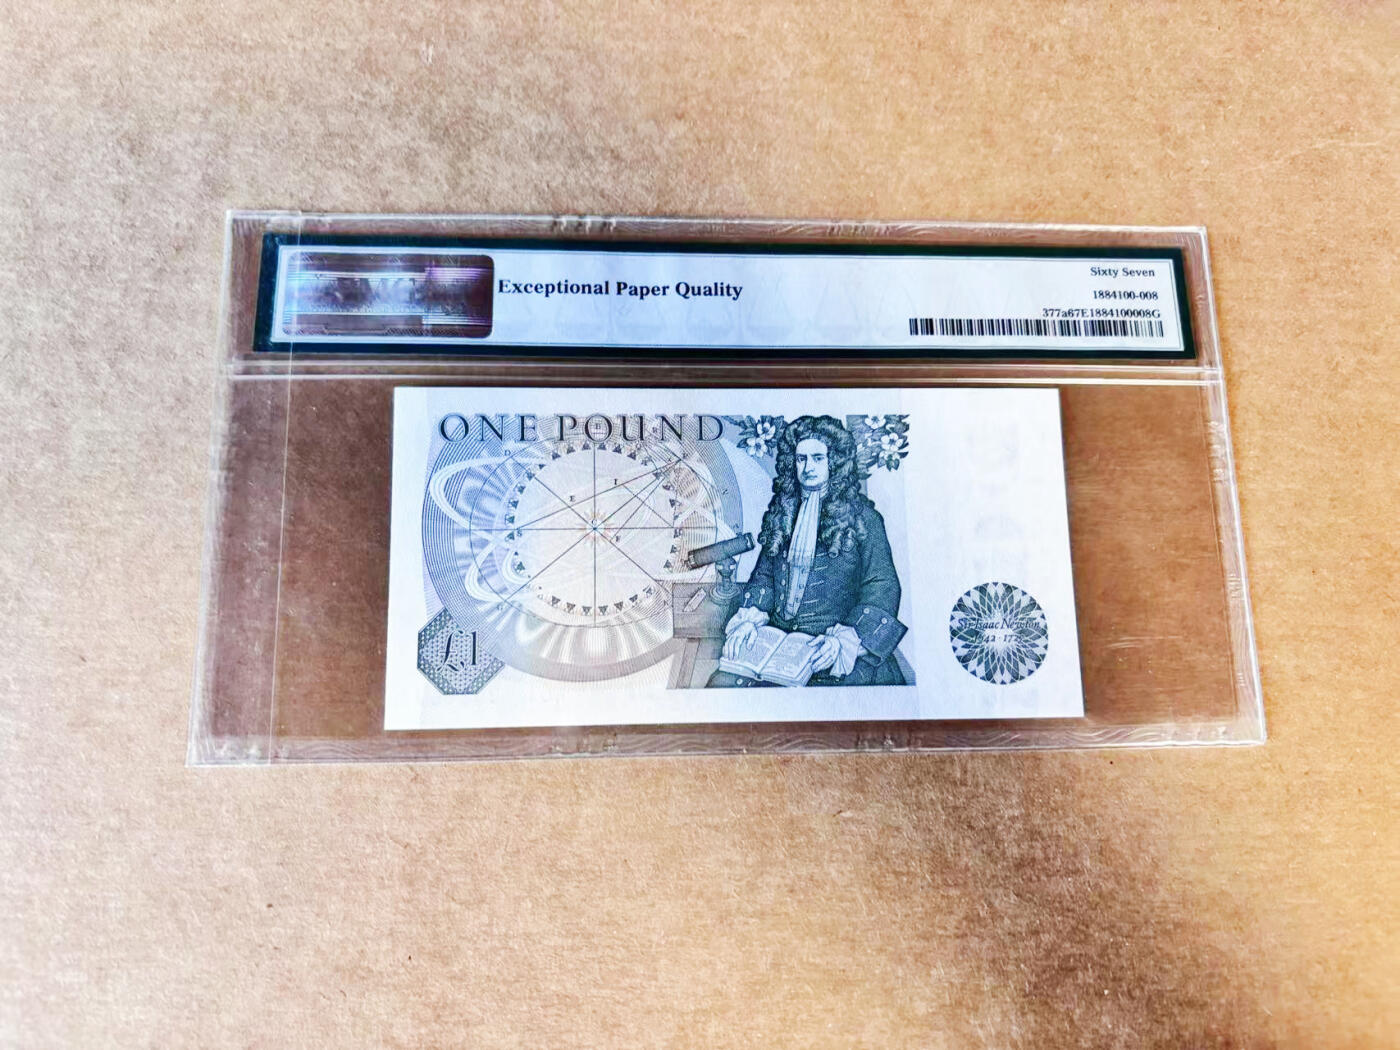 Exceptional Paper Quality
Sixty Seven
1884100-008
377a67E1884100008G
ONE POUND
£1
Sir Isaac Newton